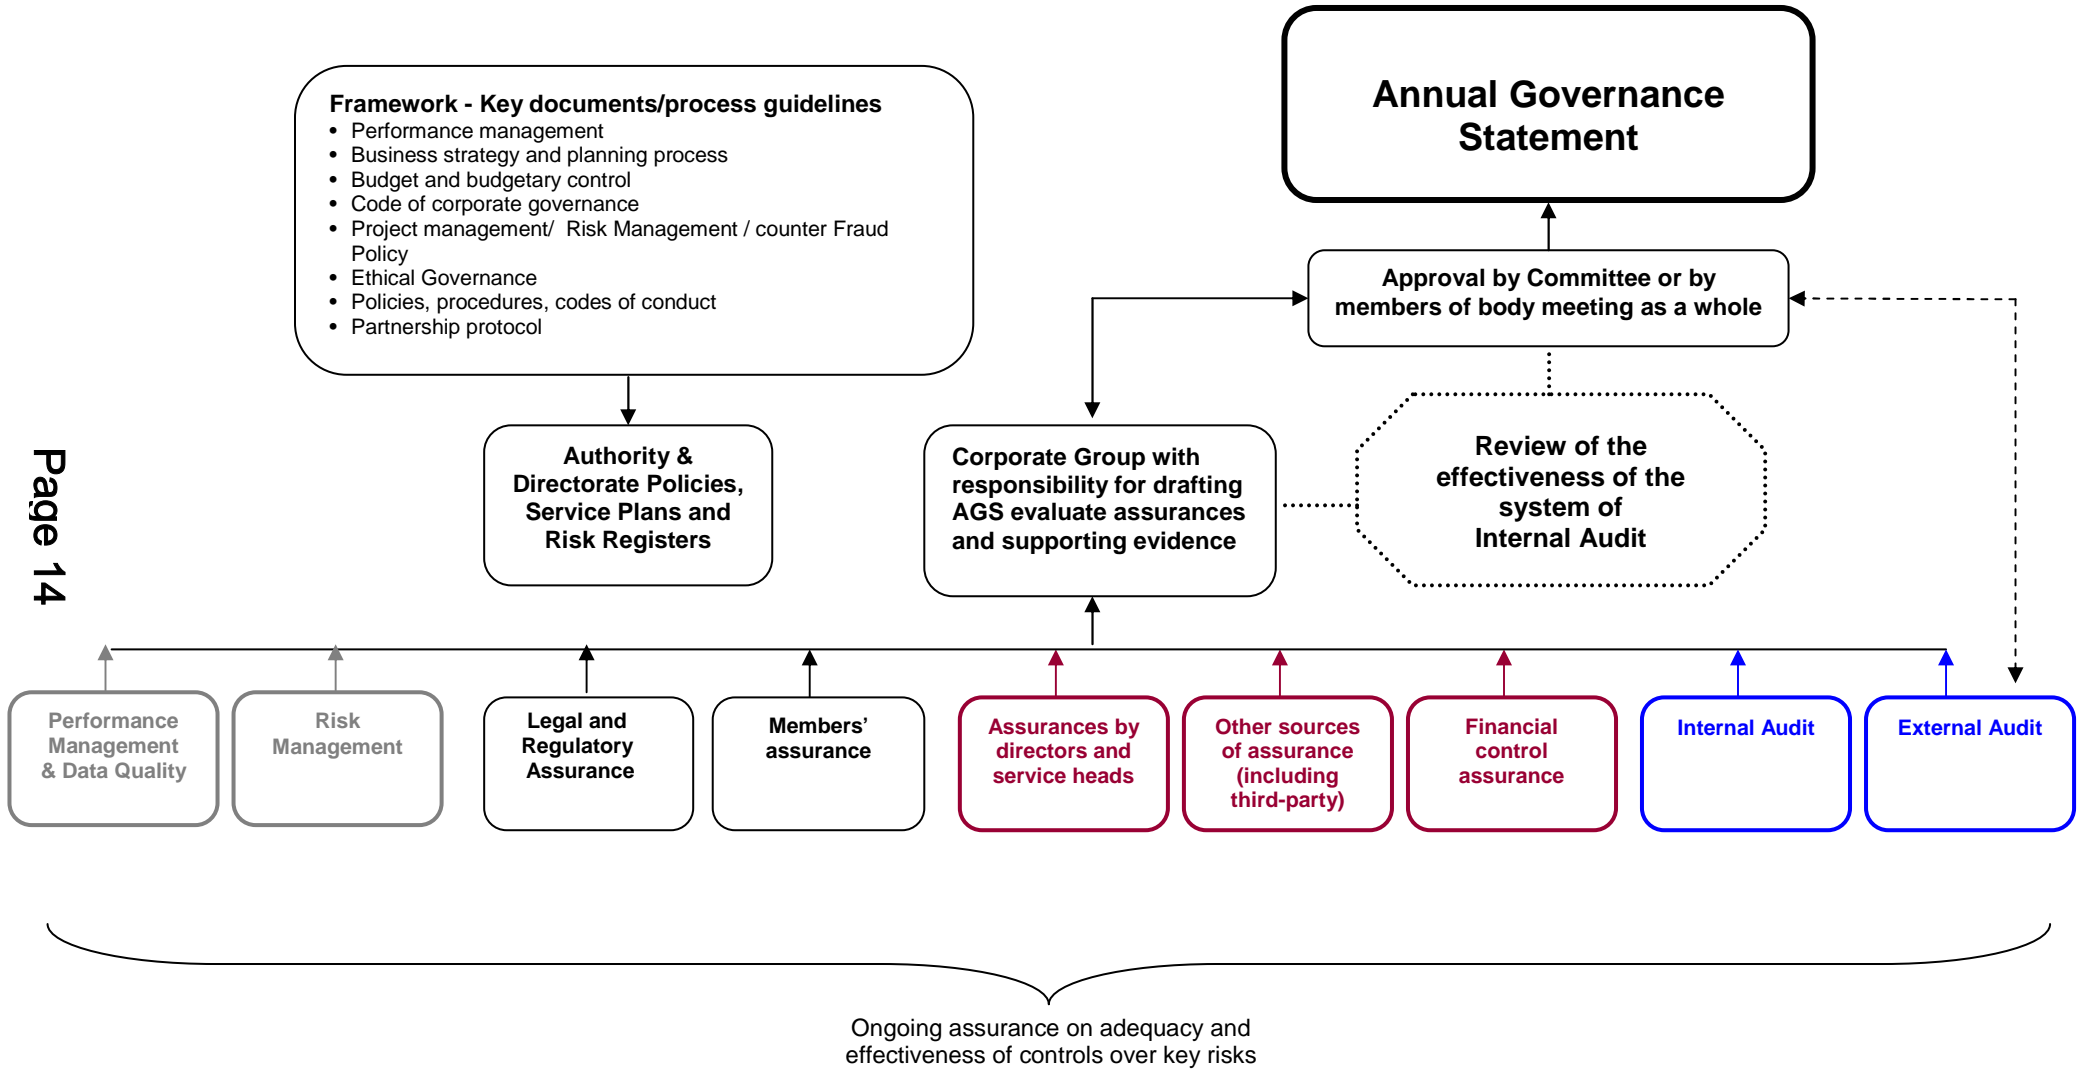 Annual Governance
Statement
Framework - Key documents/process guidelines
• Performance management
• Business strategy and planning process
• Budget and budgetary control
• Code of corporate governance
• Project management/ Risk Management / counter Fraud
Policy
• Ethical Governance
• Policies, procedures, codes of conduct
• Partnership protocol
Approval by Committee or by
members of body meeting as a whole
Authority &
Directorate Policies,
Service Plans and
Risk Registers
Corporate Group with
responsibility for drafting
AGS evaluate assurances
and supporting evidence
Review of the
effectiveness of the
system of
Internal Audit
Page 14
Performance
Management
& Data Quality
Risk
Management
Legal and
Regulatory
Assurance
Members’
assurance
Assurances by
directors and
service heads
Other sources
of assurance
(including
third-party)
Financial
control
assurance
Internal Audit
External Audit
Ongoing assurance on adequacy and
effectiveness of controls over key risks